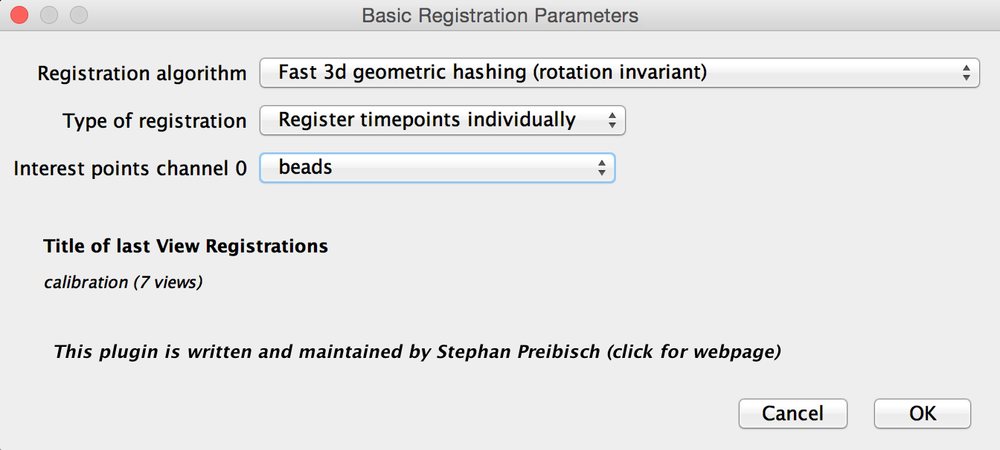 Basic Registration Parameters
Registration algorithm Fast 3d geometric hashing (rotation invariant)
Type of registration Register timepoints individually
Interest points channel 0 beads
Title of last View Registrations
calibration (7 views)
This plugin is written and maintained by Stephan Preibisch (click for webpage)
Cancel OK